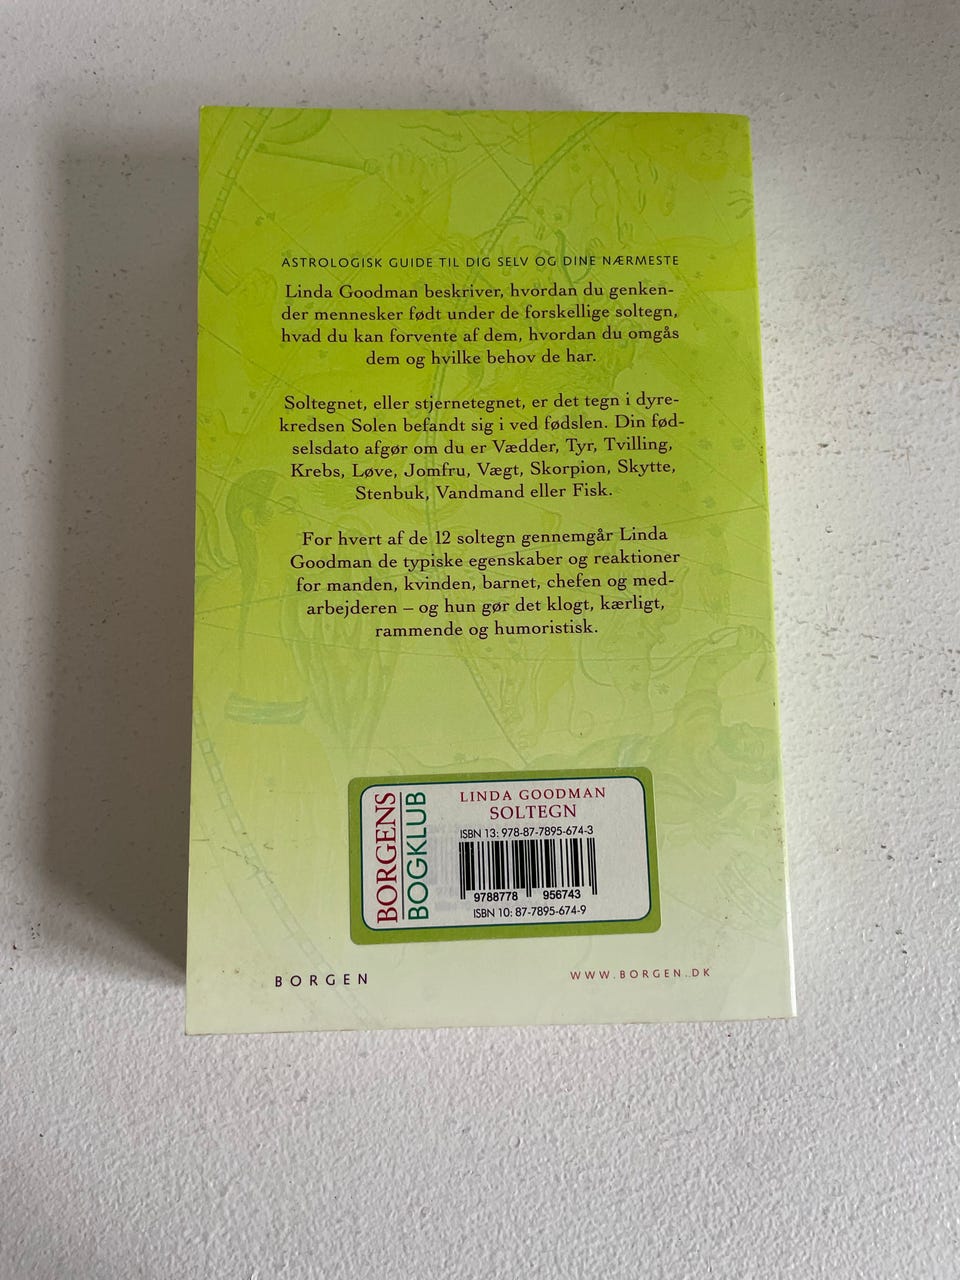 ASTROLOGISK GUIDE TIL DIG SELV OG DINE NÆRMESTE
Linda Goodman beskriver, hvordan du genken-
der mennesker født under de forskellige soltegn,
hvad du kan forvente af dem, hvordan du omgås
dem og hvilke behov de har.
Soltegnet, eller stjernetegnet, er det tegn i dyre-
kredsen Solen befandt sig i ved fødslen. Din fød-
selsdato afgør om du er Vædder, Tyr, Tvilling,
Krebs, Løve, Jomfru, Vægt, Skorpion, Skytte,
Stenbuk, Vandmand eller Fisk.
For hvert af de 12 soltegn gennemgår Linda
Goodman de typiske egenskaber og reaktioner
for manden, kvinden, barnet, chefen og med-
arbejderen – og hun gør det klogt, kærligt,
rammende og humoristisk.
BORGENS
BOGKLUB
LINDA GOODMAN
SOLTEGN
ISBN 13: 978-87-7895-674-3
9788778 956743
ISBN 10: 87-7895-674-9
BORGEN
WWW.BORGEN.DK